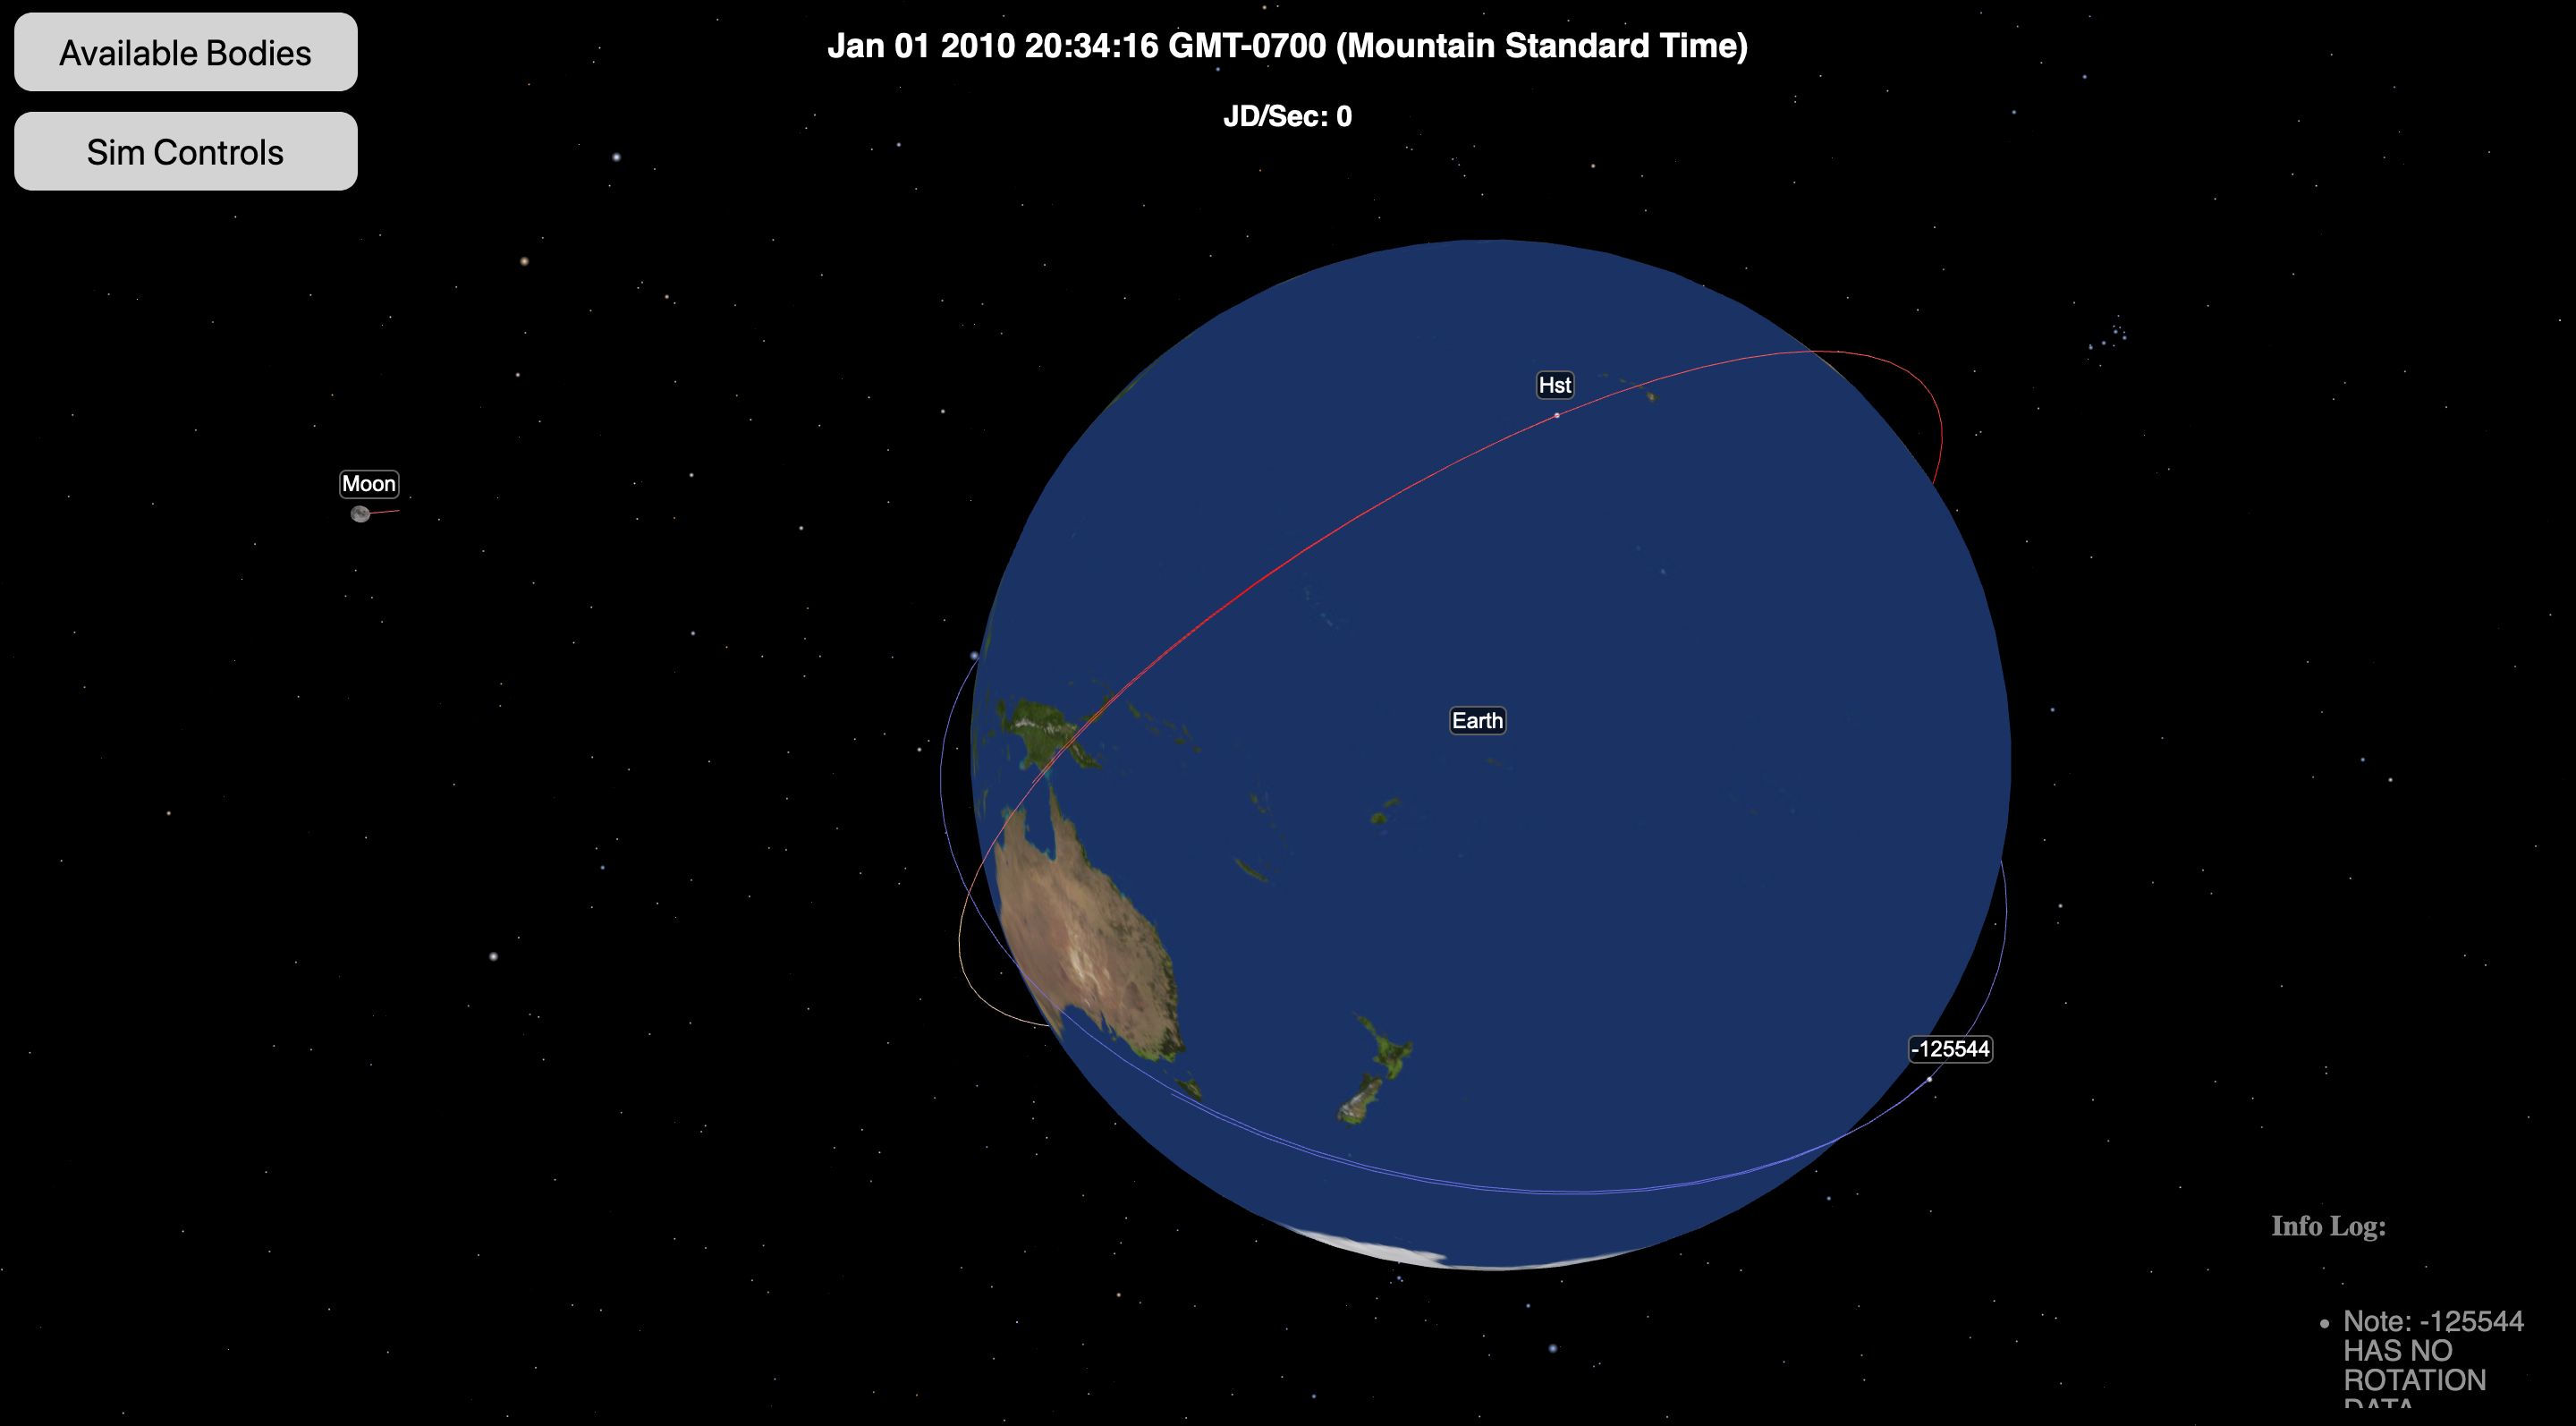 Available Bodies
Sim Controls
Jan 01 2010 20:34:16 GMT-0700 (Mountain Standard Time)
JD/Sec: 0
Hst
Moon
Earth
-125544
Info Log:
Note: -125544
HAS NO
ROTATION
DATA